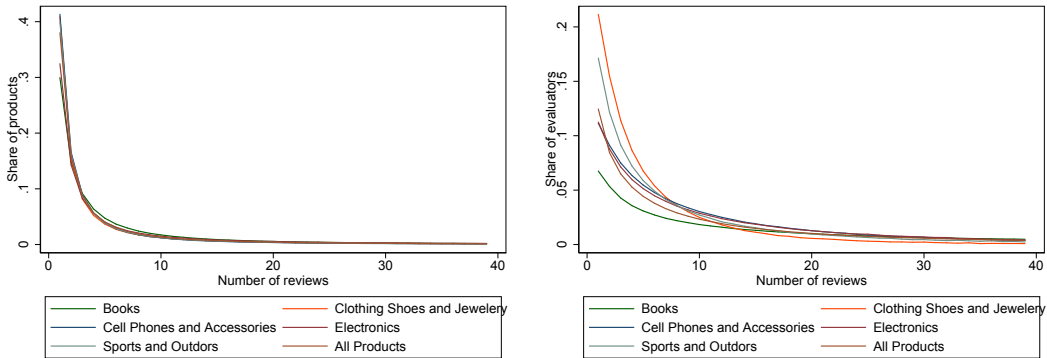 Share of products
.4
.3
.2
.1
0
0 10 20 30 40
Number of reviews
Books
Clothing Shoes and Jewelery
Cell Phones and Accessories
Electronics
Sports and Outdors
All Products
Share of evaluators
.2
.15
.1
.05
0
0 10 20 30 40
Number of reviews
Books
Clothing Shoes and Jewelery
Cell Phones and Accessories
Electronics
Sports and Outdors
All Products